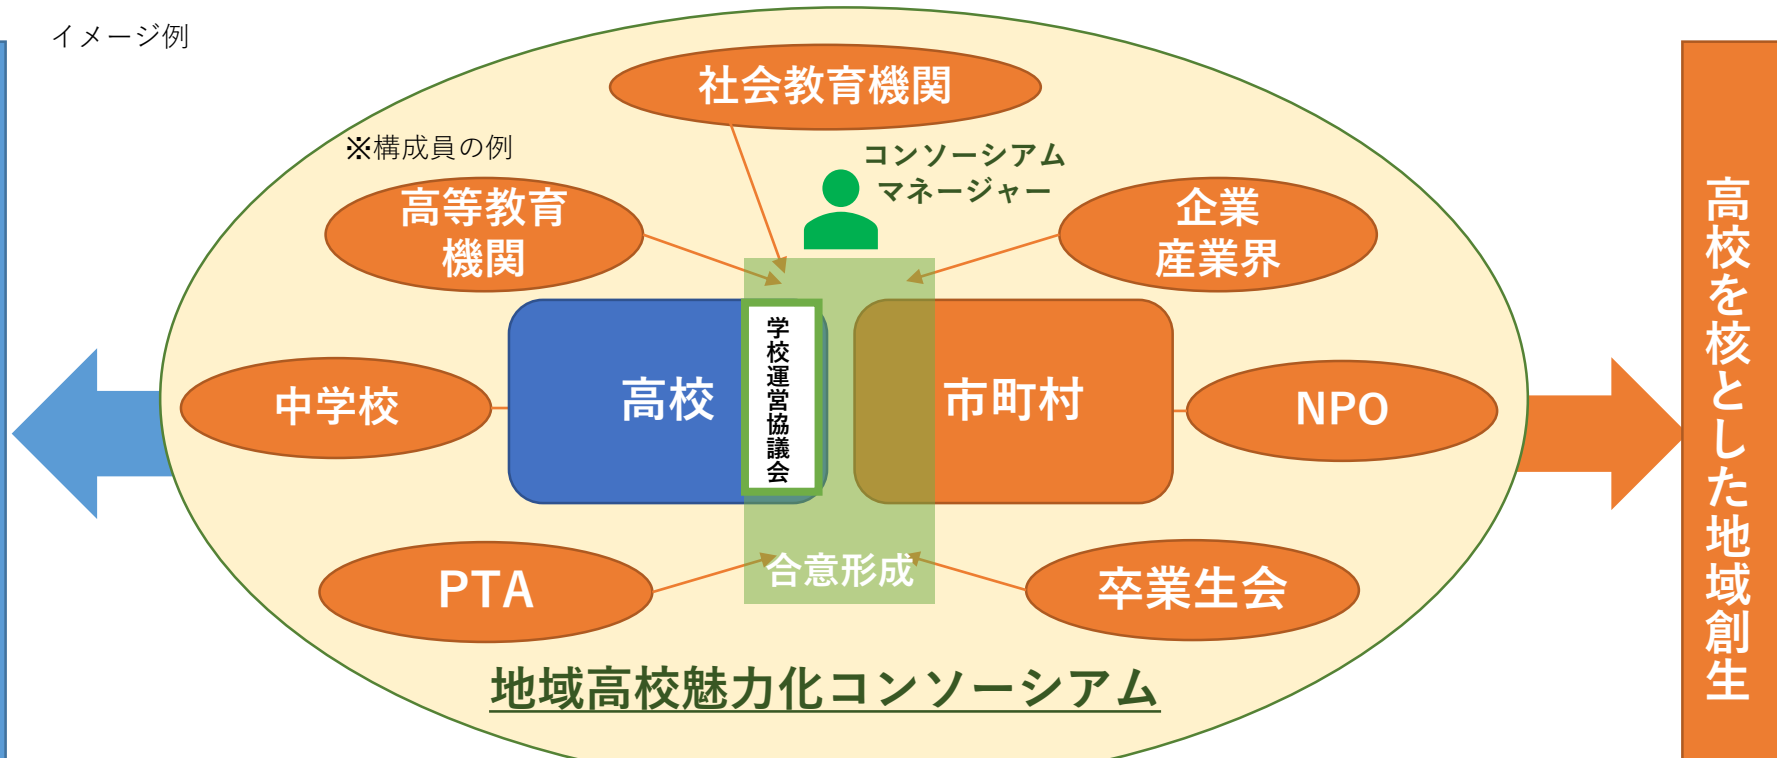 イメージ例
社会教育機関
※構成員の例
コンソーシアム
マネージャー
高等教育
機関
企業
産業界
中学校
高校
学校運営協議会
市町村
NPO
PTA
合意形成
卒業生会
地域高校魅力化コンソーシアム
高校を核とした地域創生